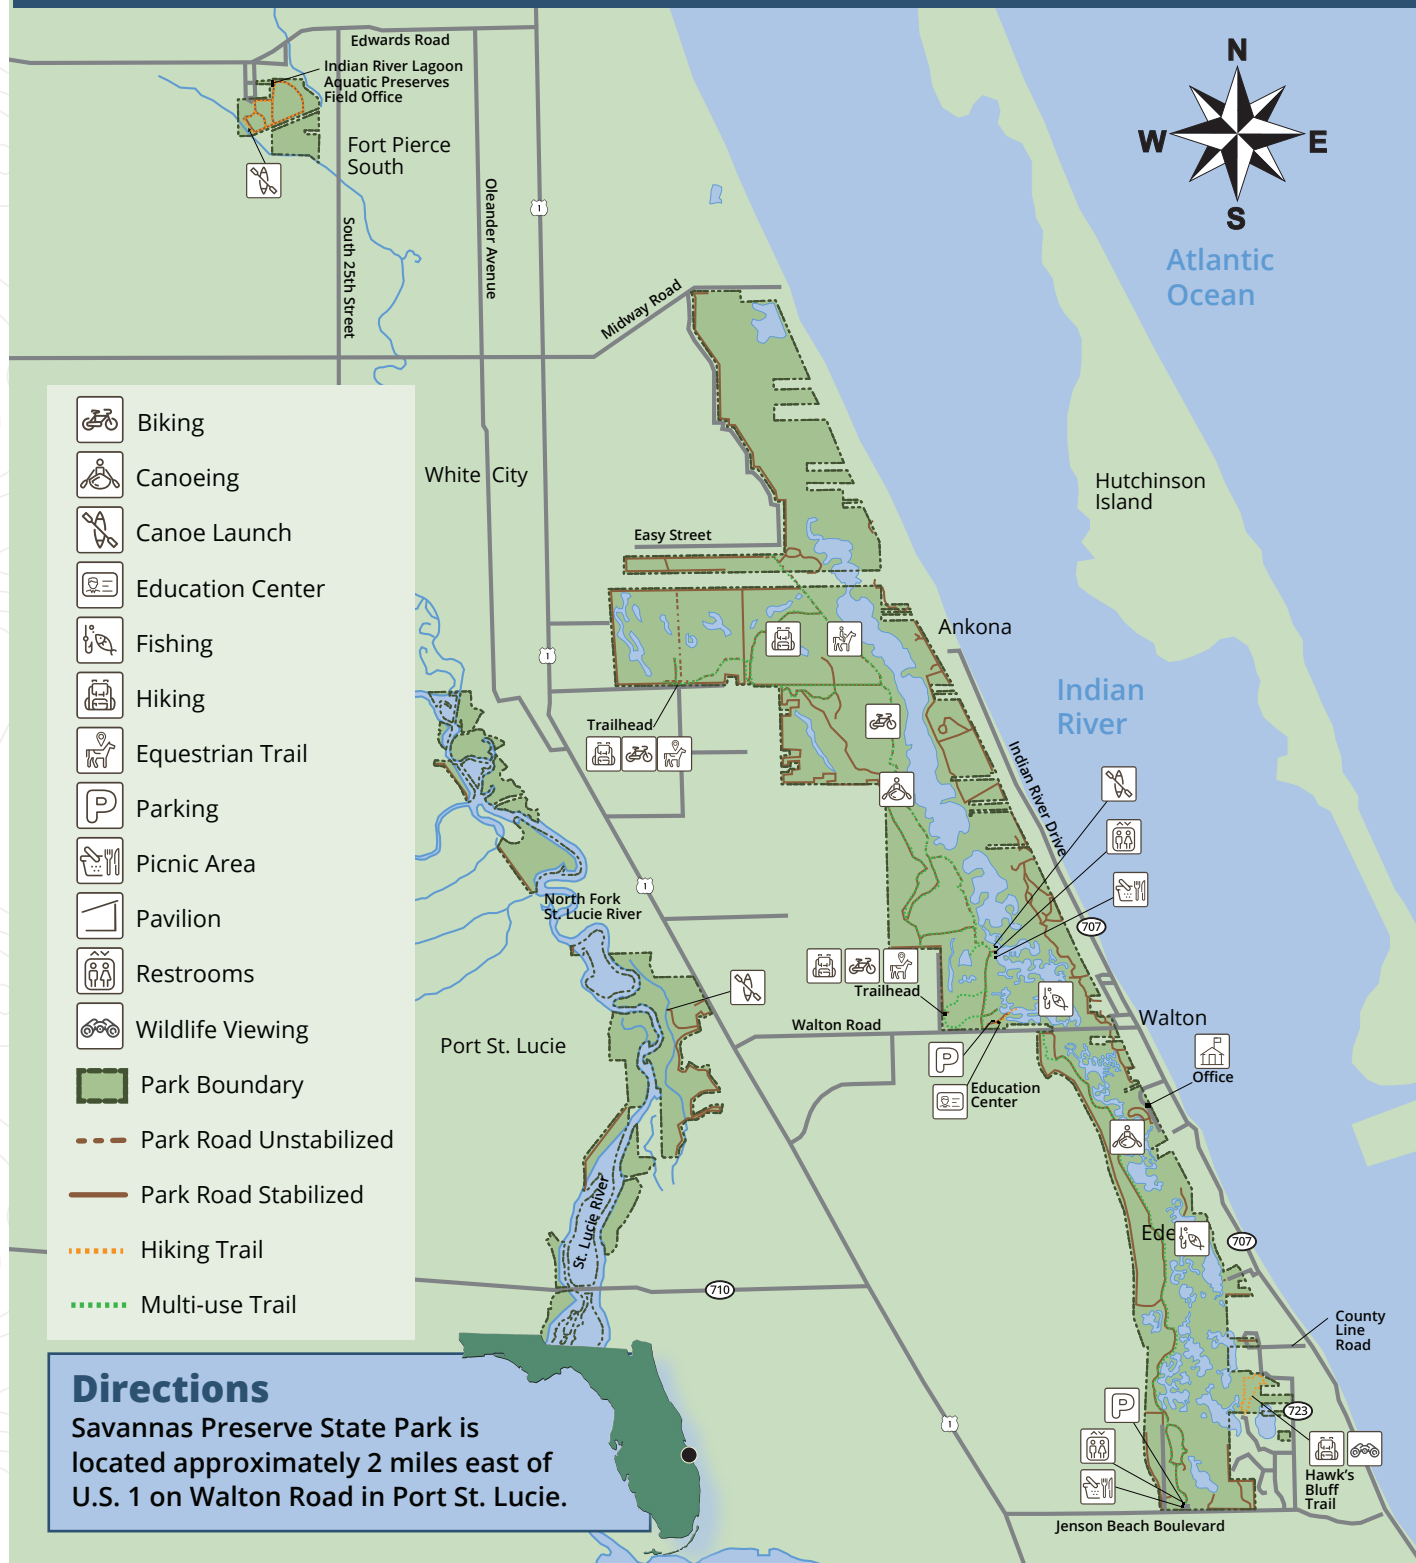 Edwards Road
Indian River Lagoon
Aquatic Preserves
Field Office
Fort Pierce
South
South 25th Street
Oleander Avenue
1
Midway Road
N
W
E
S
Atlantic
Ocean
Hutchinson
Island
White City
Easy Street
Ankona
Indian
River
Indian River Drive
1
Trailhead
1
707
North Fork
St. Lucie River
Trailhead
Walton Road
Walton
Port St. Lucie
P
Office
Education
Center
St. Lucie River
Ede
707
710
County
Line
Road
P
723
1
Hawk's
Bluff
Trail
Jenson Beach Boulevard
Biking
Canoeing
Canoe Launch
Education Center
Fishing
Hiking
Equestrian Trail
P Parking
Picnic Area
Pavilion
Restrooms
Wildlife Viewing
Park Boundary
Park Road Unstabilized
Park Road Stabilized
Hiking Trail
Multi-use Trail
Directions
Savannas Preserve State Park is
located approximately 2 miles east of
U.S. 1 on Walton Road in Port St. Lucie.